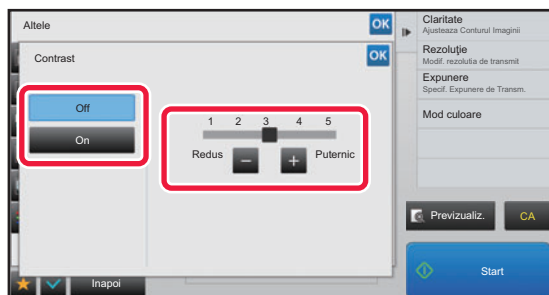 Altele
OK
Contrast
OK
Off
On
1 2 3 4 5
Redus
−
+
Puternic
Inapoi
Claritate
Ajusteaza Conturul Imaginii
Rezoluţie
Modif. rezolutia de transmit
Expunere
Specif. Expunere de Transm.
Mod culoare
Previzualiz.
CA
Start